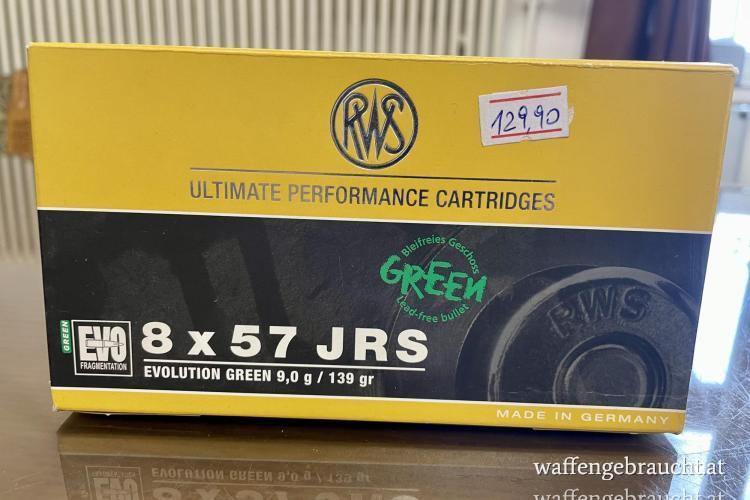 RWS
129,90
ULTIMATE PERFORMANCE CARTRIDGES
Bleifreies Geschoss
GREEN
Lead-free bullet
RWS
GREEN
EVO
FRAGMENTATION
8 x 57 JRS
EVOLUTION GREEN 9,0 g / 139 gr
MADE IN GERMANY
waffengebraucht.at